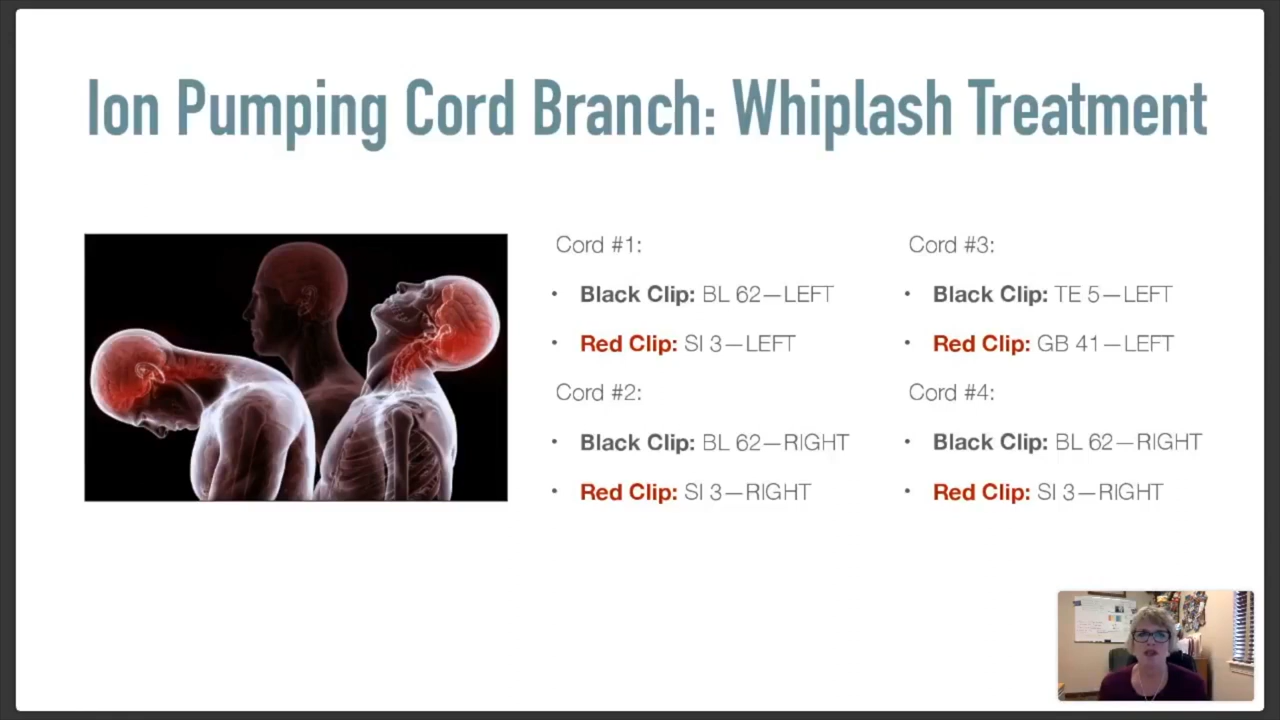 Ion Pumping Cord Branch: Whiplash Treatment
Cord #1:
• Black Clip: BL 62—LEFT
• Red Clip: SI 3—LEFT
Cord #2:
• Black Clip: BL 62—RIGHT
• Red Clip: SI 3—RIGHT
Cord #3:
• Black Clip: TE 5—LEFT
• Red Clip: GB 41—LEFT
Cord #4:
• Black Clip: BL 62—RIGHT
• Red Clip: SI 3—RIGHT